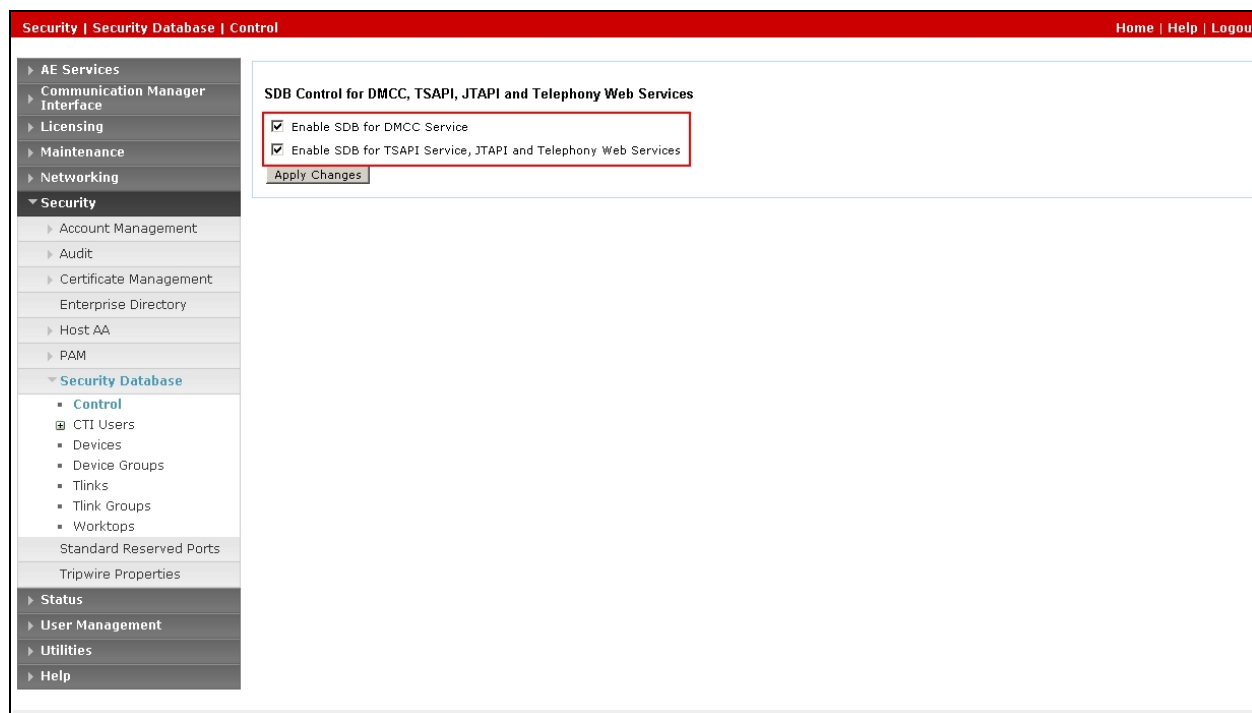 Security | Security Database | Control
Home | Help | Logou
AE Services
Communication Manager
Interface
Licensing
Maintenance
Networking
Security
Account Management
Audit
Certificate Management
Enterprise Directory
Host AA
PAM
Security Database
Control
CTI Users
Devices
Device Groups
Tlinks
Tlink Groups
Worktops
Standard Reserved Ports
Tripwire Properties
Status
User Management
Utilities
Help
SDB Control for DMCC, TSAPI, JTAPI and Telephony Web Services
Enable SDB for DMCC Service
Enable SDB for TSAPI Service, JTAPI and Telephony Web Services
Apply Changes